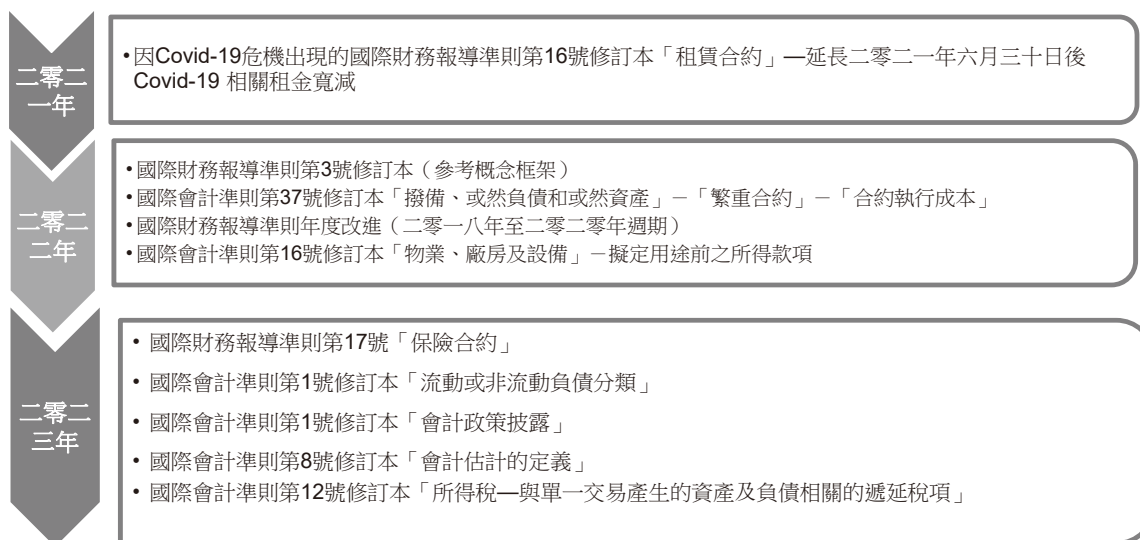 二零二
一年
•因Covid-19危機出現的國際財務報導準則第16號修訂本「租賃合約」—延長二零二一年六月三十日後
Covid-19 相關租金寬減
二零二
二年
•國際財務報導準則第3號修訂本（參考概念框架）
•國際會計準則第37號修訂本「撥備、或然負債和或然資產」－「繁重合約」－「合約執行成本」
•國際財務報導準則年度改進（二零一八年至二零二零年週期）
•國際會計準則第16號修訂本「物業、廠房及設備」－擬定用途前之所得款項
二零二
三年
• 國際財務報導準則第17號「保險合約」
• 國際會計準則第1號修訂本「流動或非流動負債分類」
• 國際會計準則第1號修訂本「會計政策披露」
• 國際會計準則第8號修訂本「會計估計的定義」
• 國際會計準則第12號修訂本「所得稅—與單一交易產生的資產及負債相關的遞延稅項」